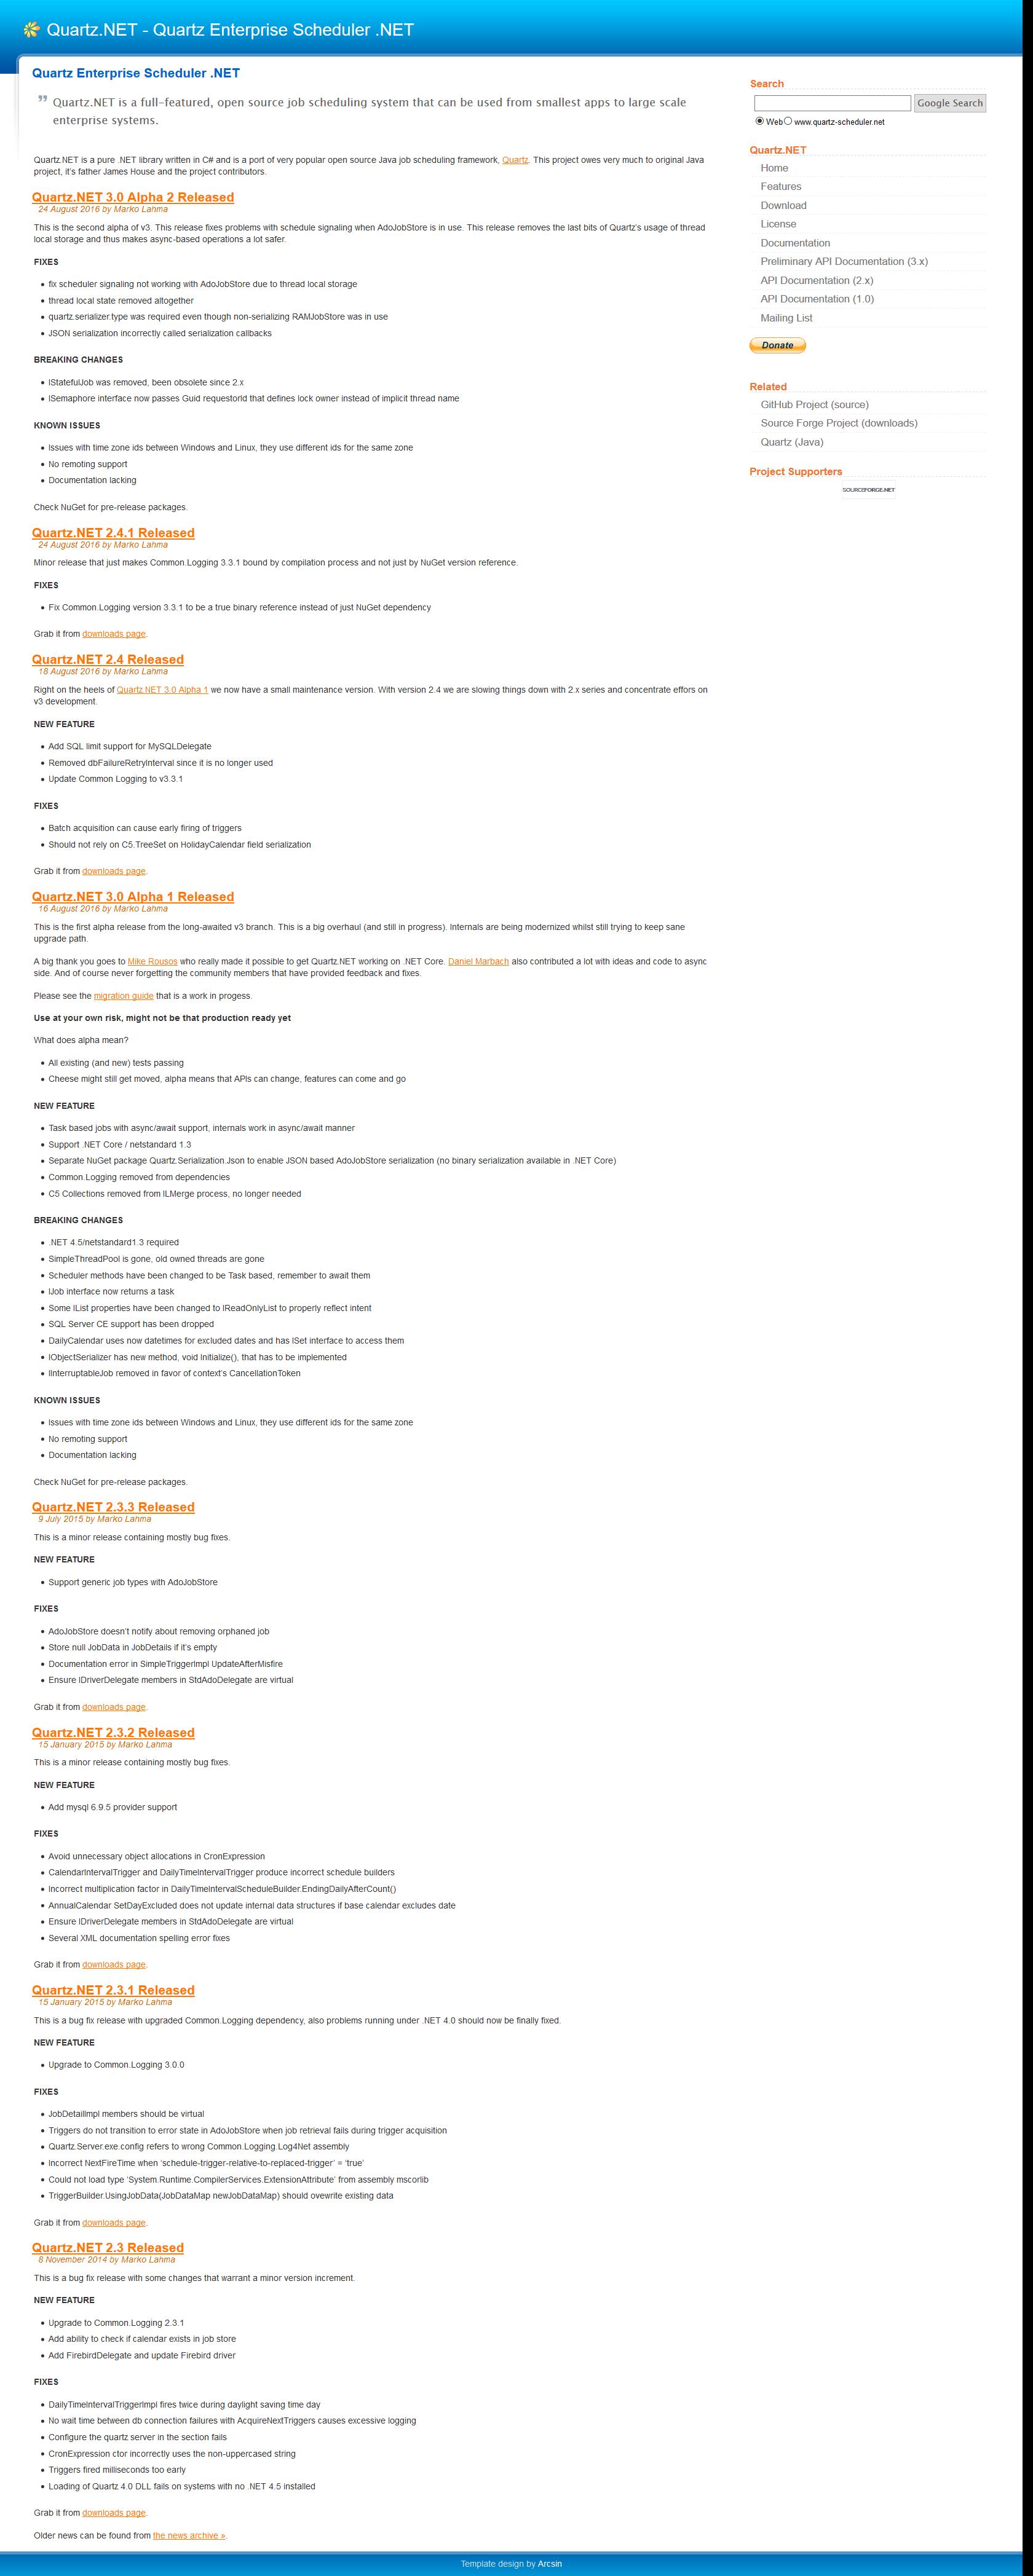 Quartz.NET - Quartz Enterprise Scheduler .NET
Quartz Enterprise Scheduler .NET
Quartz.NET is a full-featured, open source job scheduling system that can be used from smallest apps to large scale
enterprise systems.
Quartz.NET is a pure .NET library written in C# and is a port of very popular open source Java job scheduling framework, Quartz. This project owes very much to original Java
project, it's father James House and the project contributors.
Quartz.NET 3.0 Alpha 2 Released
24 August 2016 by Marko Lahma
This is the second alpha of v3. This release fixes problems with schedule signaling when AdoJobStore is in use. This release removes the last bits of Quartz's usage of thread
local storage and thus makes async-based operations a lot safer.
FIXES
• fix scheduler signaling not working with AdoJobStore due to thread local storage
• thread local state removed altogether
• quartz.serializer.type was required even though non-serializing RAMJobStore was in use
• JSON serialization incorrectly called serialization callbacks
BREAKING CHANGES
• IStatefulJob was removed, been obsolete since 2.x
• ISemaphore interface now passes Guid requestorId that defines lock owner instead of implicit thread name
KNOWN ISSUES
• Issues with time zone ids between Windows and Linux, they use different ids for the same zone
• No remoting support
• Documentation lacking
Check NuGet for pre-release packages.
Quartz.NET 2.4.1 Released
24 August 2016 by Marko Lahma
Minor release that just makes Common.Logging 3.3.1 bound by compilation process and not just by NuGet version reference.
FIXES
• Fix Common.Logging version 3.3.1 to be a true binary reference instead of just NuGet dependency
Grab it from downloads page.
Quartz.NET 2.4 Released
18 August 2016 by Marko Lahma
Right on the heels of Quartz.NET 3.0 Alpha 1 we now have a small maintenance version. With version 2.4 we are slowing things down with 2.x series and concentrate effors on
v3 development.
NEW FEATURE
• Add SQL limit support for MySQLDelegate
• Removed dbFailureRetryInterval since it is no longer used
• Update Common Logging to v3.3.1
FIXES
• Batch acquisition can cause early firing of triggers
• Should not rely on C5.TreeSet on HolidayCalendar field serialization
Grab it from downloads page.
Quartz.NET 3.0 Alpha 1 Released
16 August 2016 by Marko Lahma
This is the first alpha release from the long-awaited v3 branch. This is a big overhaul (and still in progress). Internals are being modernized whilst still trying to keep sane
upgrade path.
A big thank you goes to Mike Rousos who really made it possible to get Quartz.NET working on .NET Core. Daniel Marbach also contributed a lot with ideas and code to async
side. And of course never forgetting the community members that have provided feedback and fixes.
Please see the migration guide that is a work in progess.
Use at your own risk, might not be that production ready yet
What does alpha mean?
• All existing (and new) tests passing
• Cheese might still get moved, alpha means that APIs can change, features can come and go
NEW FEATURE
• Task based jobs with async/await support, internals work in async/await manner
• Support .NET Core / netstandard 1.3
• Separate NuGet package Quartz.Serialization.Json to enable JSON based AdoJobStore serialization (no binary serialization available in .NET Core)
• Common.Logging removed from dependencies
• C5 Collections removed from ILMerge process, no longer needed
BREAKING CHANGES
• .NET 4.5/netstandard1.3 required
• SimpleThreadPool is gone, old owned threads are gone
• Scheduler methods have been changed to be Task based, remember to await them
• IJob interface now returns a task
• Some IList properties have been changed to IReadOnlyList to properly reflect intent
• SQL Server CE support has been dropped
• DailyCalendar uses now datetimes for excluded dates and has ISet interface to access them
• IObjectSerializer has new method, void Initialize(), that has to be implemented
• IInterruptableJob removed in favor of context's CancellationToken
KNOWN ISSUES
• Issues with time zone ids between Windows and Linux, they use different ids for the same zone
• No remoting support
• Documentation lacking
Check NuGet for pre-release packages.
Quartz.NET 2.3.3 Released
9 July 2015 by Marko Lahma
This is a minor release containing mostly bug fixes.
NEW FEATURE
• Support generic job types with AdoJobStore
FIXES
• AdoJobStore doesn't notify about removing orphaned job
• Store null JobData in JobDetails if it's empty
• Documentation error in SimpleTriggerImpl UpdateAfterMisfire
• Ensure IDriverDelegate members in StdAdoDelegate are virtual
Grab it from downloads page.
Quartz.NET 2.3.2 Released
15 January 2015 by Marko Lahma
This is a minor release containing mostly bug fixes.
NEW FEATURE
• Add mysql 6.9.5 provider support
FIXES
• Avoid unnecessary object allocations in CronExpression
• CalendarIntervalTrigger and DailyTimeIntervalTrigger produce incorrect schedule builders
• Incorrect multiplication factor in DailyTimeIntervalScheduleBuilder.EndingDailyAfterCount()
• AnnualCalendar SetDayExcluded does not update internal data structures if base calendar excludes date
• Ensure IDriverDelegate members in StdAdoDelegate are virtual
• Several XML documentation spelling error fixes
Grab it from downloads page.
Quartz.NET 2.3.1 Released
15 January 2015 by Marko Lahma
This is a bug fix release with upgraded Common.Logging dependency, also problems running under .NET 4.0 should now be finally fixed.
NEW FEATURE
• Upgrade to Common.Logging 3.0.0
FIXES
• JobDetailImpl members should be virtual
• Triggers do not transition to error state in AdoJobStore when job retrieval fails during trigger acquisition
• Quartz.Server.exe.config refers to wrong Common.Logging.Log4Net assembly
• Incorrect NextFireTime when 'schedule-trigger-relative-to-replaced-trigger' = 'true'
• Could not load type 'System.Runtime.CompilerServices.ExtensionAttribute' from assembly mscorlib
• TriggerBuilder.UsingJobData(JobDataMap newJobDataMap) should ovewrite existing data
Grab it from downloads page.
Quartz.NET 2.3 Released
8 November 2014 by Marko Lahma
This is a bug fix release with some changes that warrant a minor version increment.
NEW FEATURE
• Upgrade to Common.Logging 2.3.1
• Add ability to check if calendar exists in job store
• Add FirebirdDelegate and update Firebird driver
FIXES
• DailyTimeIntervalTriggerImpl fires twice during daylight saving time day
• No wait time between db connection failures with AcquireNextTriggers causes excessive logging
• Configure the quartz server in the section fails
• CronExpression ctor incorrectly uses the non-uppercased string
• Triggers fired milliseconds too early
• Loading of Quartz 4.0 DLL fails on systems with no .NET 4.5 installed
Grab it from downloads page.
Older news can be found from the news archive ».
Search
Google Search
Web www.quartz-scheduler.net
Quartz.NET
Home
Features
Download
License
Documentation
Preliminary API Documentation (3.x)
API Documentation (2.x)
API Documentation (1.0)
Mailing List
Donate
Related
GitHub Project (source)
Source Forge Project (downloads)
Quartz (Java)
Project Supporters
SOURCEFORGE.NET
Template design by Arcsin